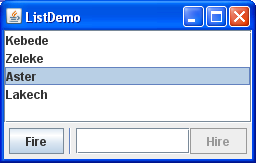 ListDemo
Kebede
Zeleke
Aster
Lakech
Fire Hire